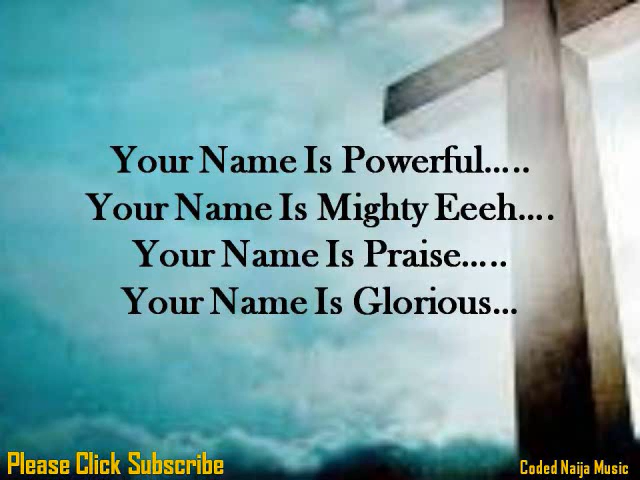 Your Name Is Powerful.....
Your Name Is Mighty Eeeh....
Your Name Is Praise.....
Your Name Is Glorious...
Please Click Subscribe
Coded Naija Music